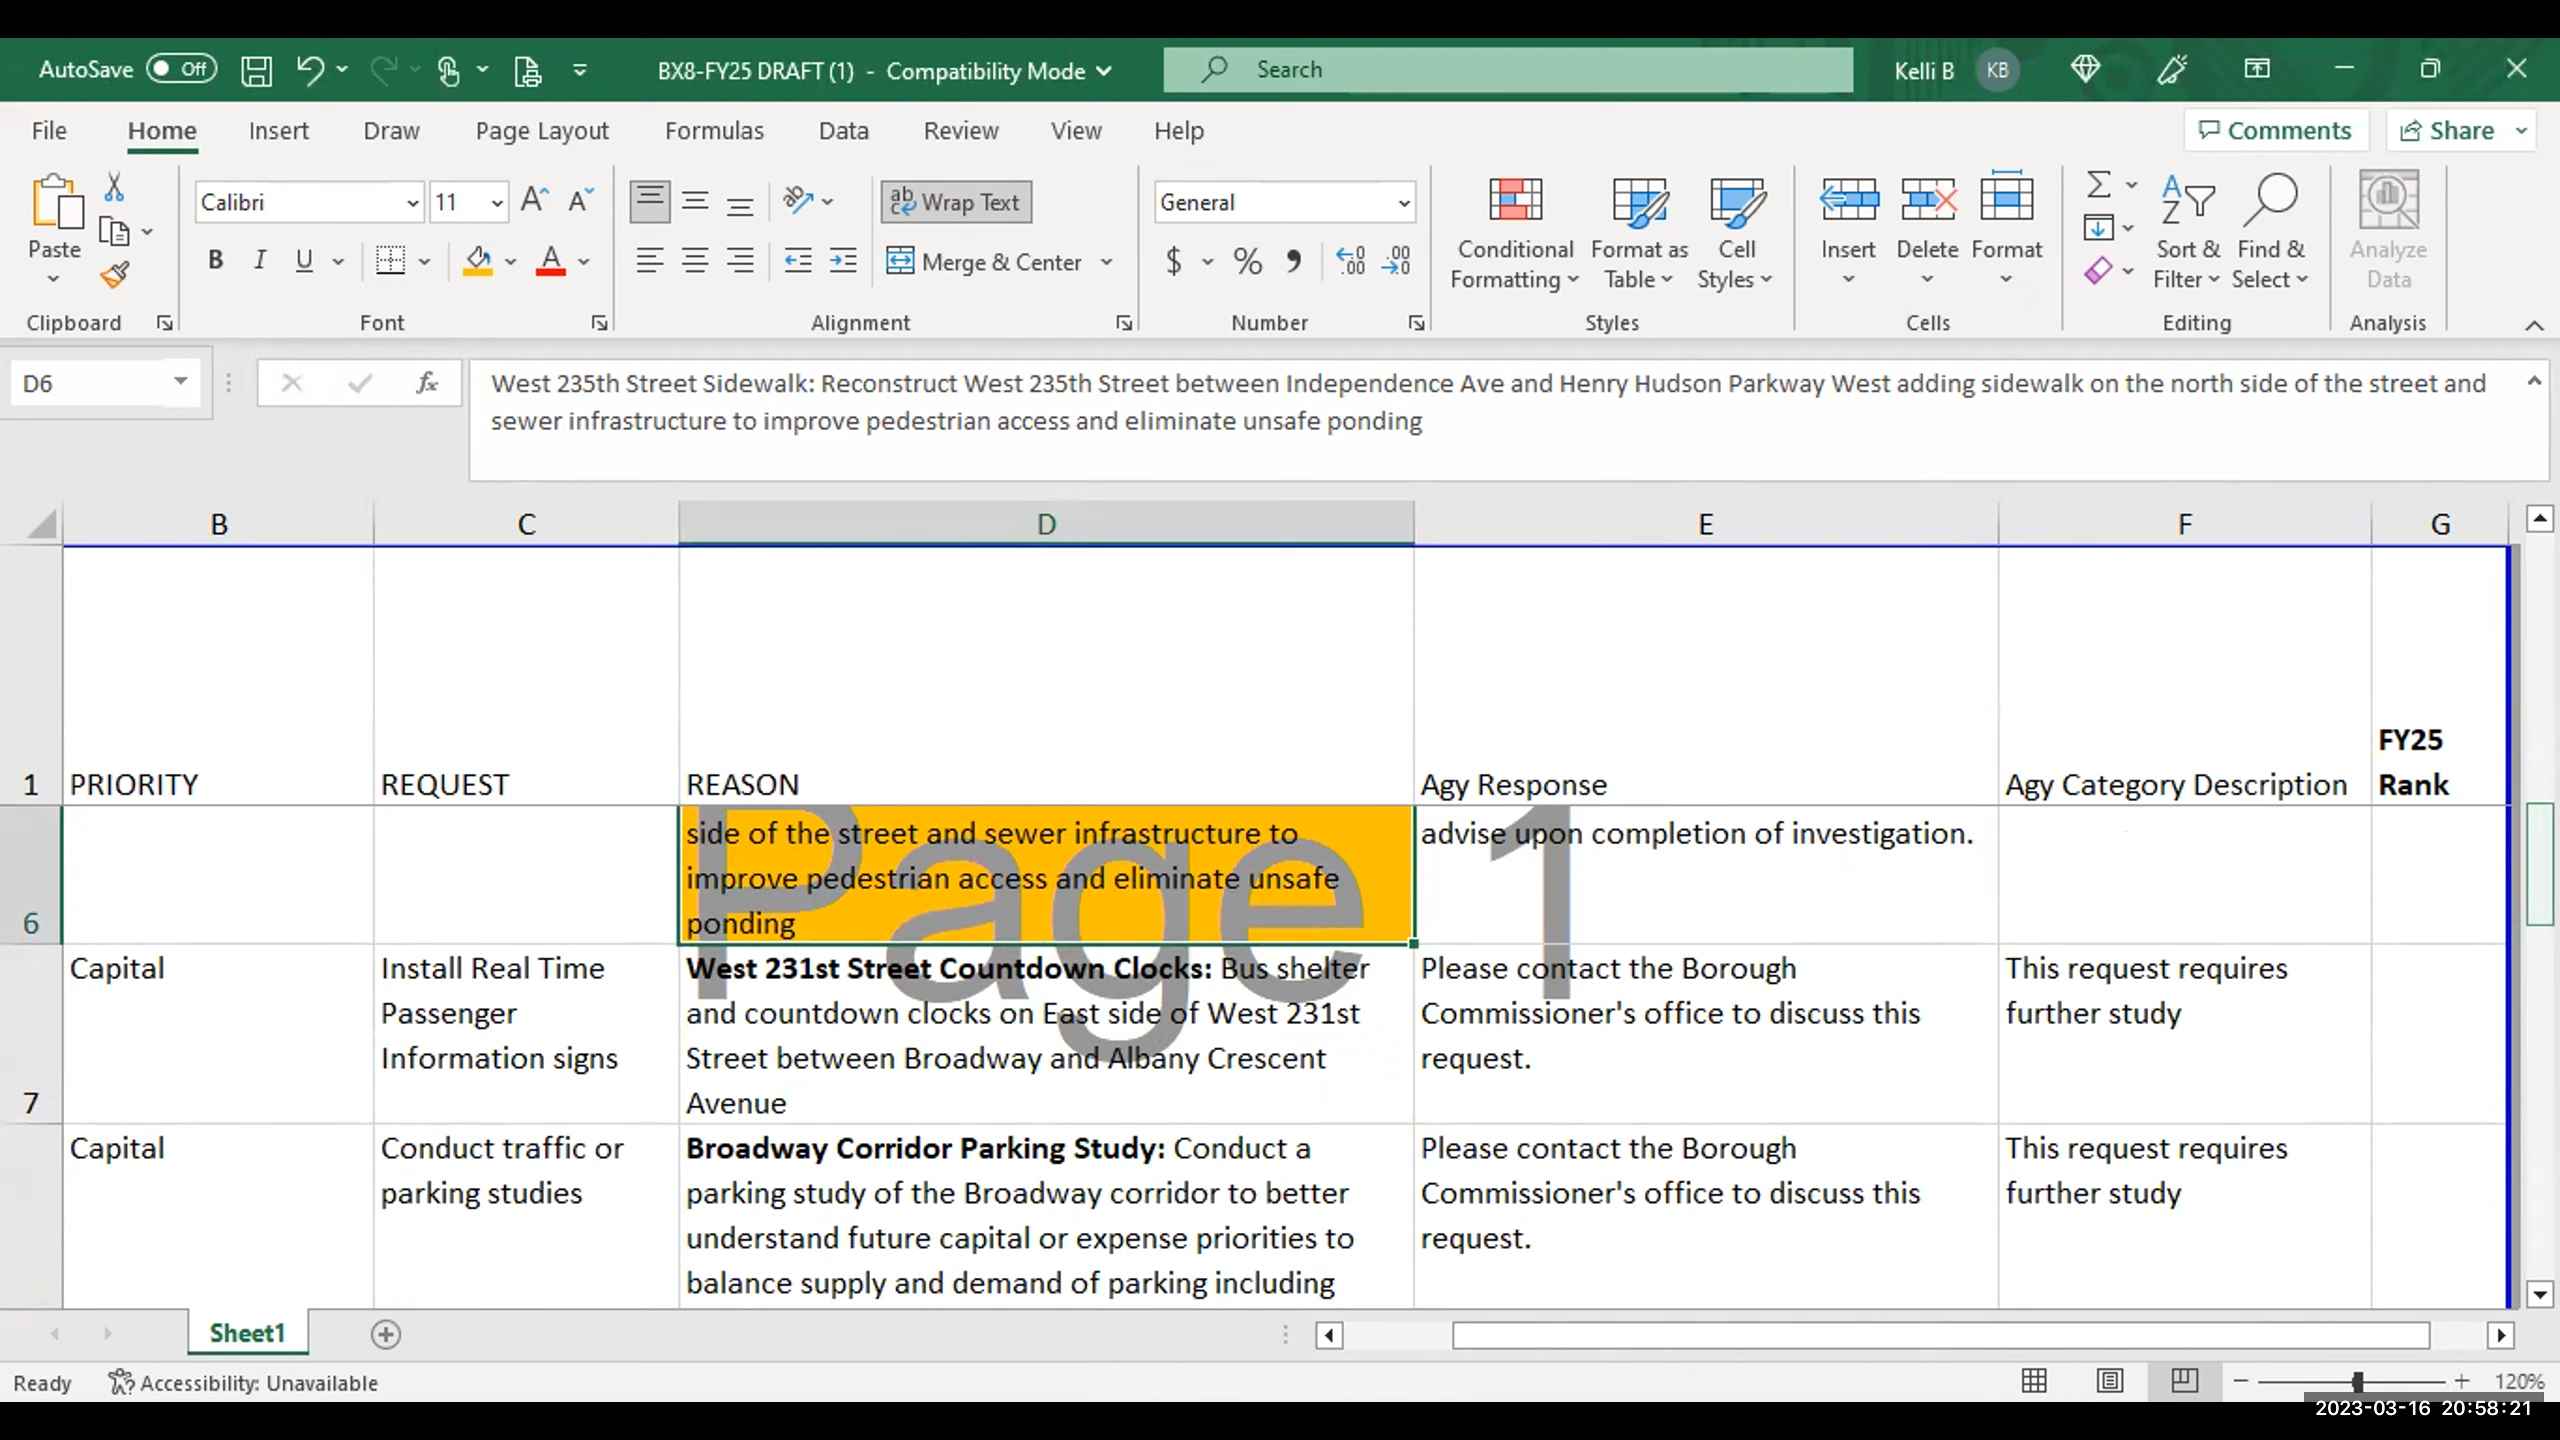 AutoSave Off BX8-FY25 DRAFT (1) - Compatibility Mode Search Kelli B KB
File Home Insert Draw Page Layout Formulas Data Review View Help Comments Share
Paste Calibri 11 Wrap Text General Conditional Formatting Format as Table Cell Styles Insert Delete Format Sort & Filter Find & Select Analyze Data
B I U Merge & Center $ % ,
Clipboard Font Alignment Number Styles Cells Editing Analysis
D6 fx West 235th Street Sidewalk: Reconstruct West 235th Street between Independence Ave and Henry Hudson Parkway West adding sidewalk on the north side of the street and
sewer infrastructure to improve pedestrian access and eliminate unsafe ponding
B C D E F G
FY25
1 PRIORITY REQUEST REASON Agy Response Agy Category Description Rank
Page 1
side of the street and sewer infrastructure to advise upon completion of investigation.
improve pedestrian access and eliminate unsafe
6 ponding
Capital Install Real Time West 231st Street Countdown Clocks: Bus shelter Please contact the Borough This request requires
Passenger and countdown clocks on East side of West 231st Commissioner's office to discuss this further study
Information signs Street between Broadway and Albany Crescent request.
7 Avenue
Capital Conduct traffic or Broadway Corridor Parking Study: Conduct a Please contact the Borough This request requires
parking studies parking study of the Broadway corridor to better Commissioner's office to discuss this further study
understand future capital or expense priorities to request.
balance supply and demand of parking including
Sheet1
Ready Accessibility: Unavailable 120%
2023-03-16 20:58:21